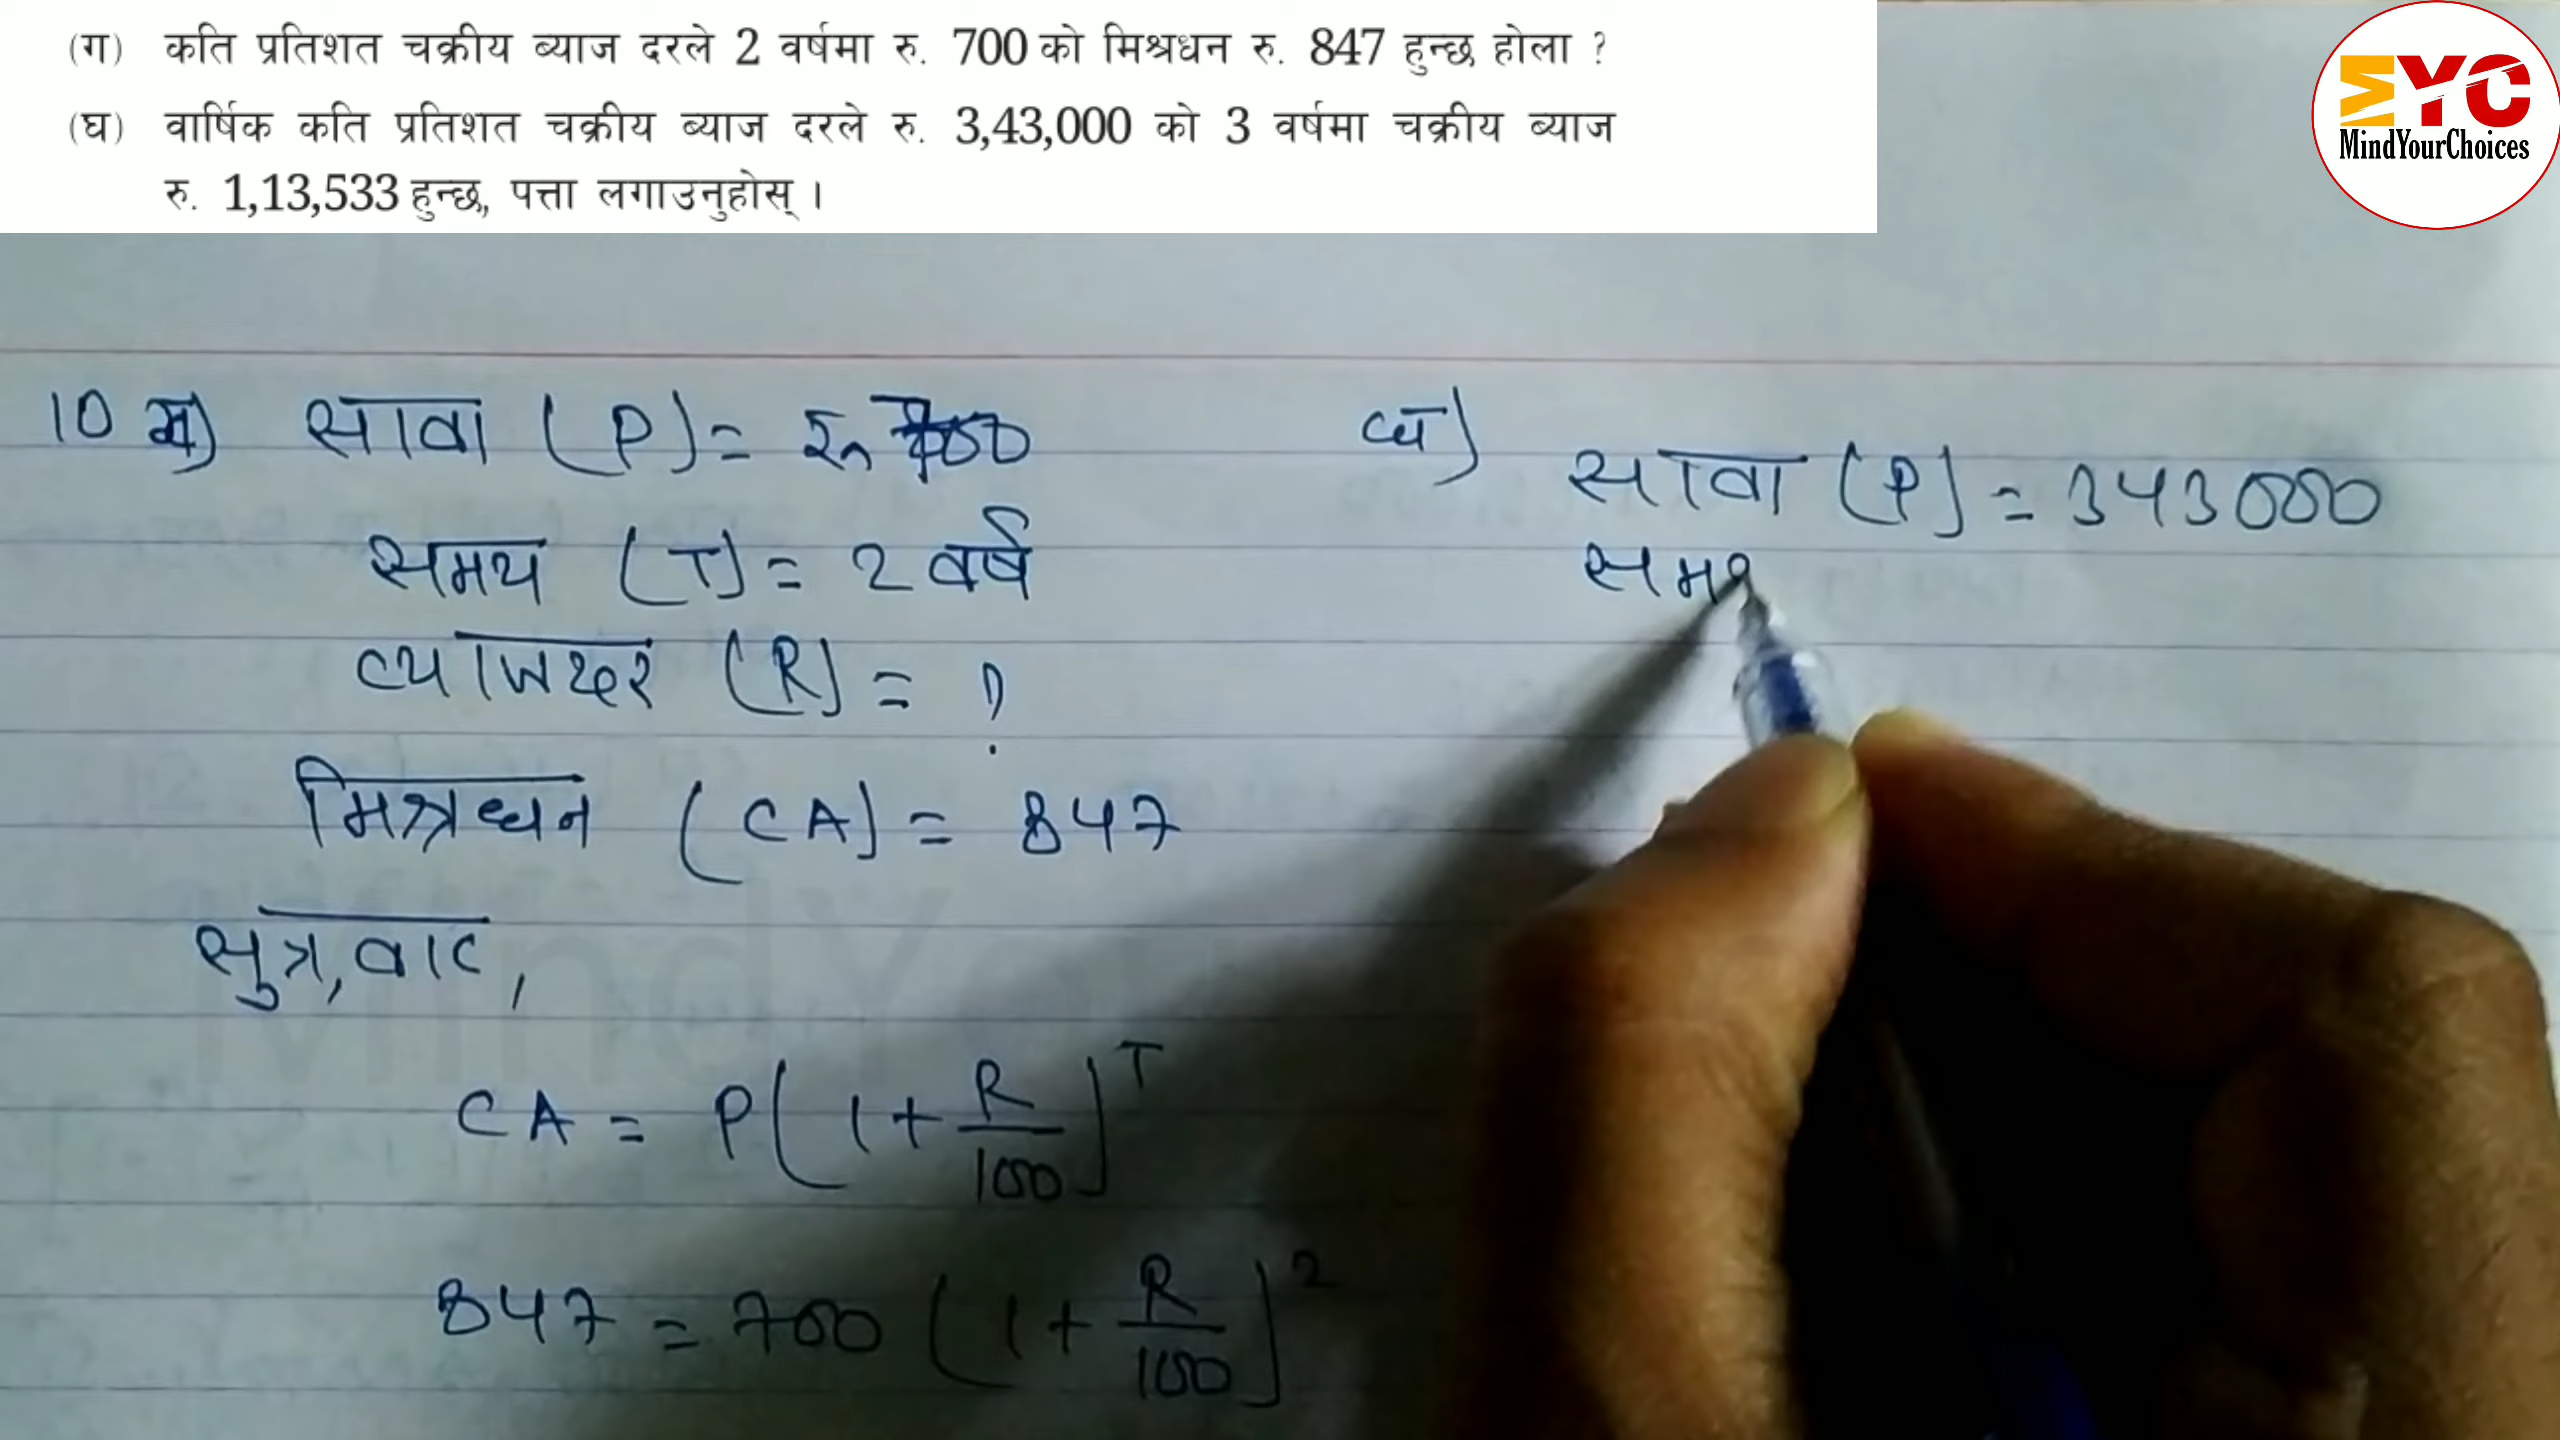 (ग) कति प्रतिशत चक्रीय ब्याज दरले 2 वर्षमा रु. 700 को मिश्रधन रु. 847 हुन्छ होला ?
(घ) वार्षिक कति प्रतिशत चक्रीय ब्याज दरले रु. 3,43,000 को 3 वर्षमा चक्रीय ब्याज
रु. 1,13,533 हुन्छ, पत्ता लगाउनुहोस् ।
MYC
MindYourChoices
10 ग) सावा (P) = रु 700
समय (T) = 2 वर्ष
व्याजदर (R) = ?
मिश्रधन (CA) = 847
सुत्र, वाट,
CA = P(1+R/100)^T
847 = 700 (1+R/100)^2
घ) सावा (P) = 343000
सम